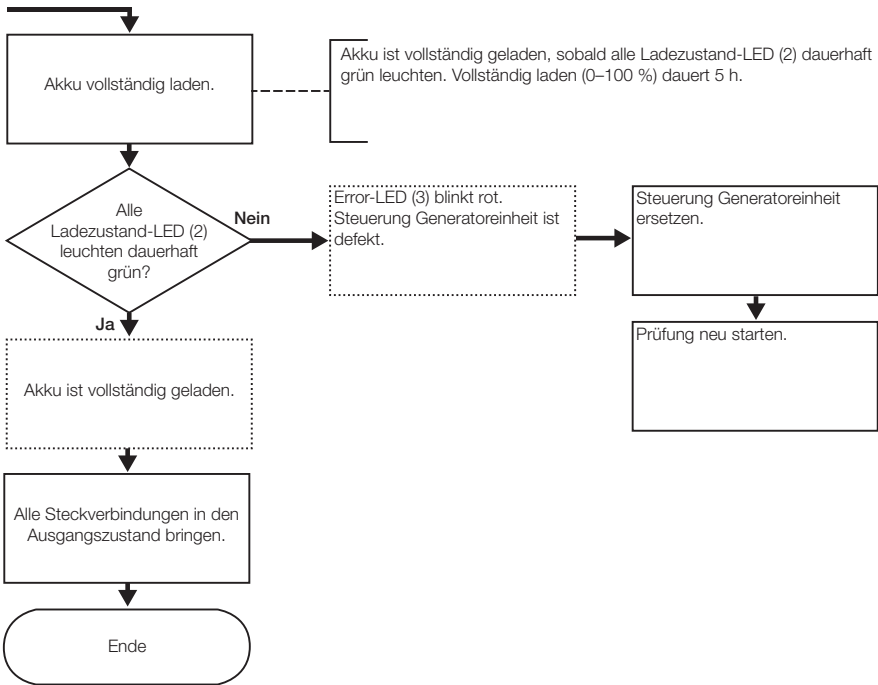 Akku vollständig laden.
Akku ist vollständig geladen, sobald alle Ladezustand-LED (2) dauerhaft
grün leuchten. Vollständig laden (0–100 %) dauert 5 h.
Alle
Ladezustand-LED (2)
leuchten dauerhaft
grün?
Nein
Error-LED (3) blinkt rot.
Steuerung Generatoreinheit ist
defekt.
Steuerung Generatoreinheit
ersetzen.
Prüfung neu starten.
Ja
Akku ist vollständig geladen.
Alle Steckverbindungen in den
Ausgangszustand bringen.
Ende